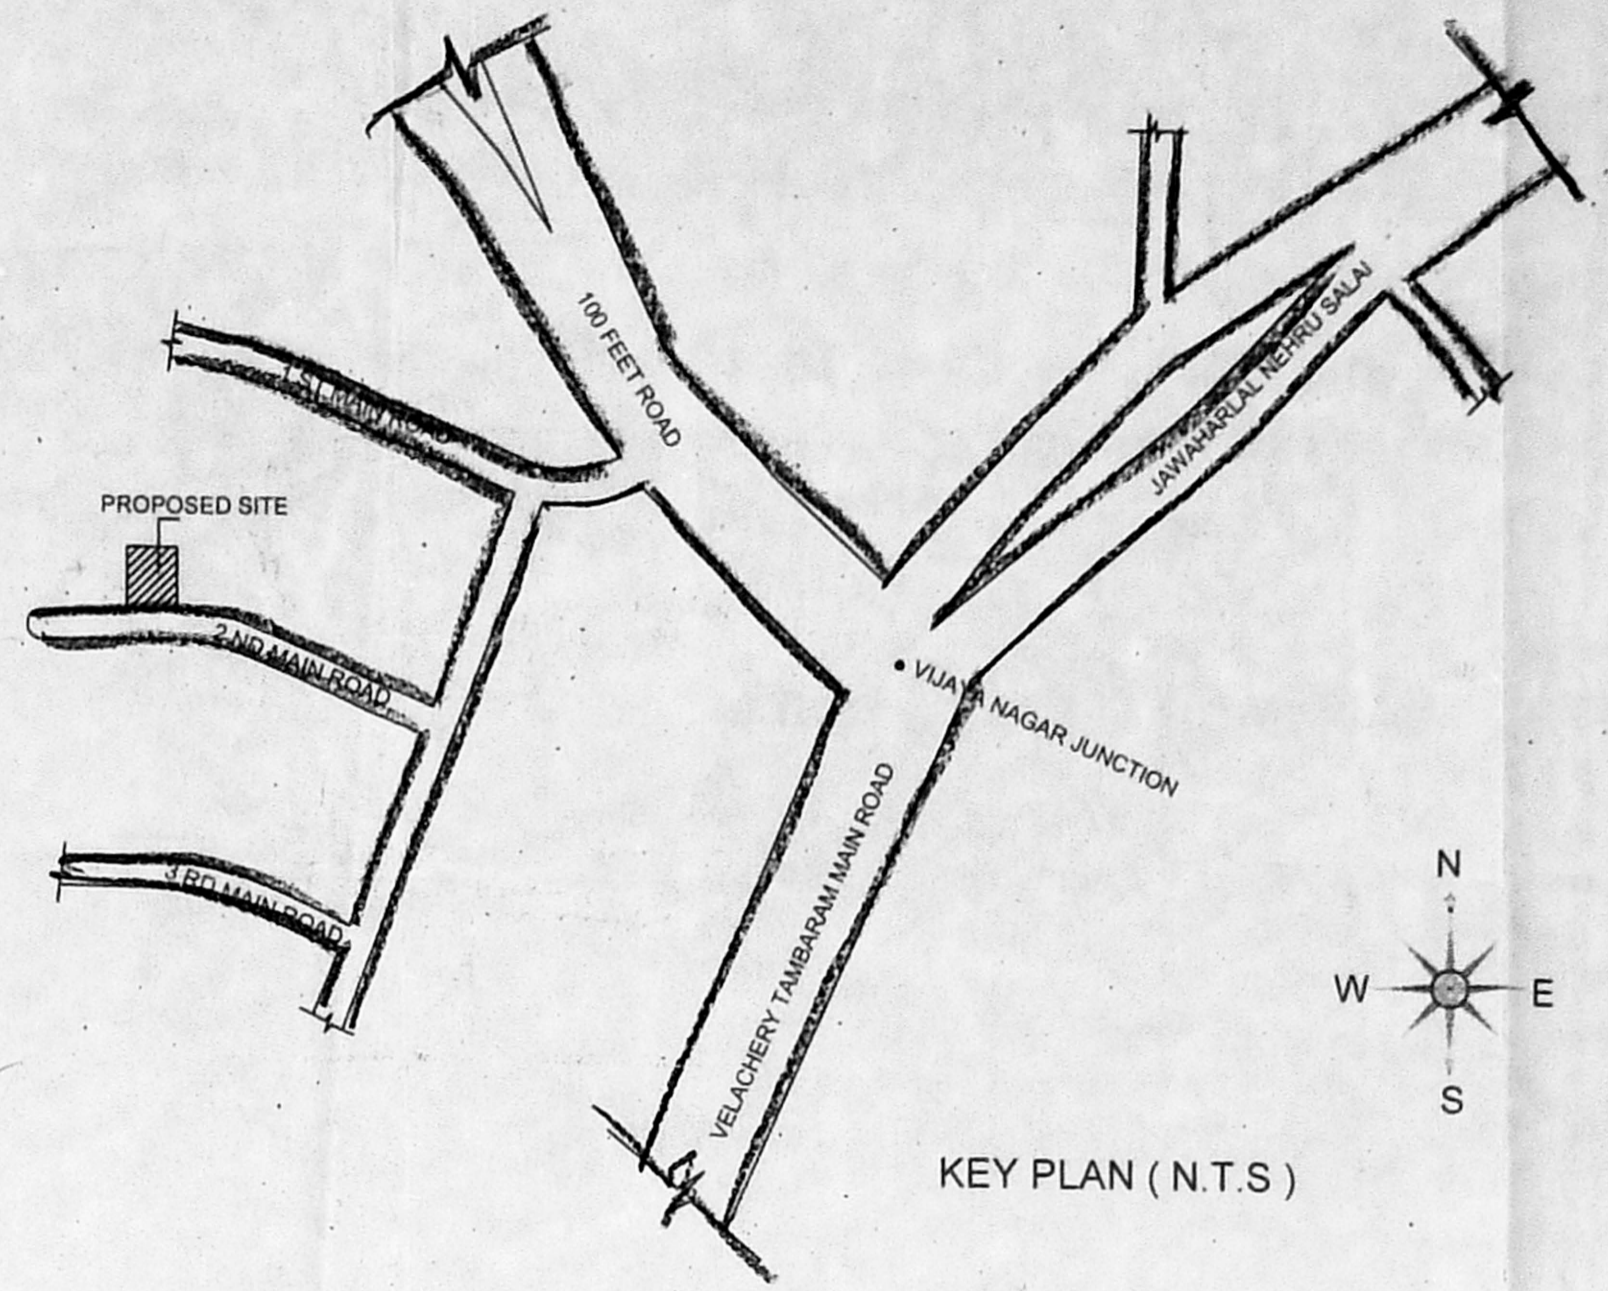 100 FEET ROAD
JAWAHARLAL NEHRU SALAI
1 ST MAIN ROAD
PROPOSED SITE
2 ND MAIN ROAD
VIJAYA NAGAR JUNCTION
VELACHERY TAMBARAM MAIN ROAD
3 RD MAIN ROAD
N
W
E
S
KEY PLAN ( N.T.S )